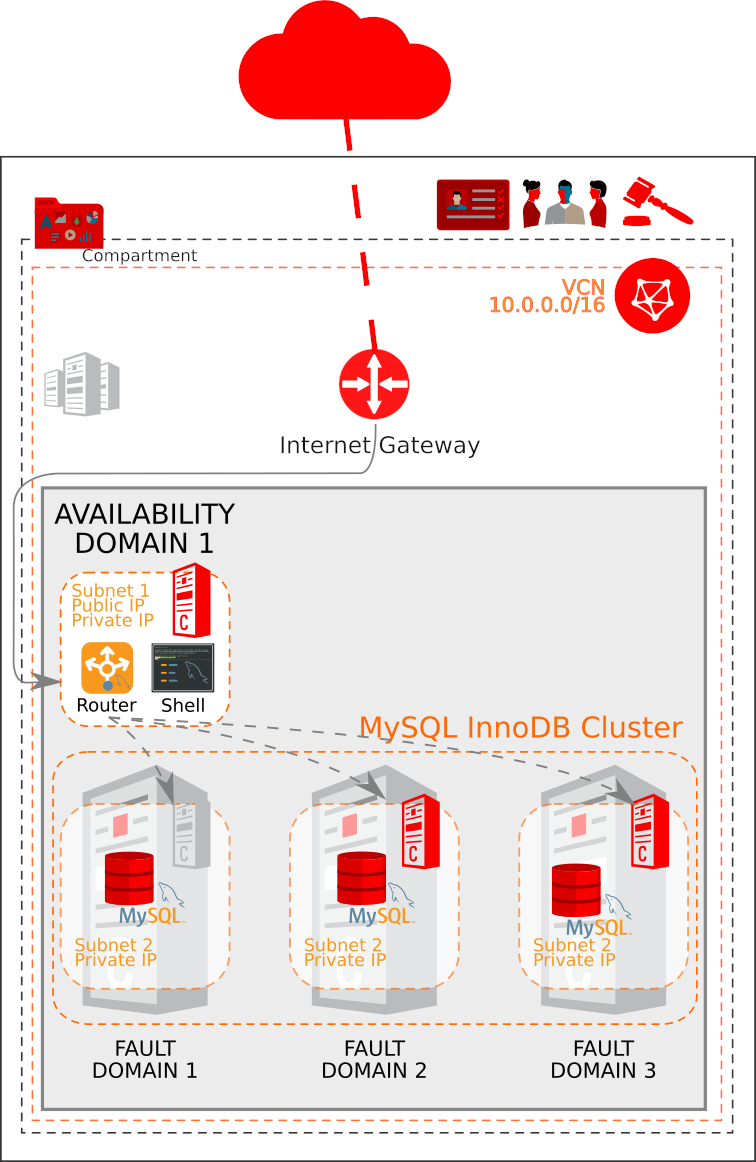 Compartment
VCN
10.0.0.0/16
Internet Gateway
AVAILABILITY
DOMAIN 1
Subnet 1
Public IP
Private IP
C
Router
Shell
MySQL InnoDB Cluster
C
C
C
MySQL
MySQL
MySQL
Subnet 2
Private IP
Subnet 2
Private IP
Subnet 2
Private IP
C
C
C
FAULT
DOMAIN 1
FAULT
DOMAIN 2
FAULT
DOMAIN 3